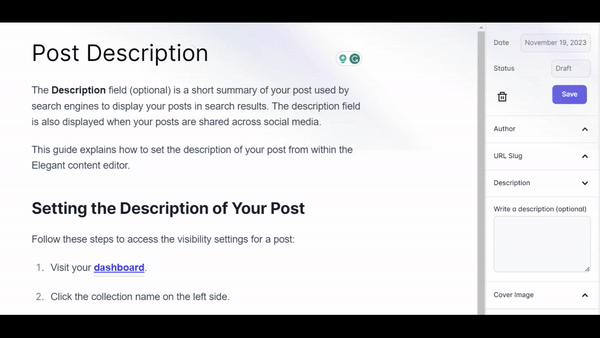 Post Description
The Description field (optional) is a short summary of your post used by
search engines to display your posts in search results. The description field
is also displayed when your posts are shared across social media.
This guide explains how to set the description of your post from within the
Elegant content editor.
Setting the Description of Your Post
Follow these steps to access the visibility settings for a post:
1. Visit your dashboard.
2. Click the collection name on the left side.
Date November 19, 2023
Status Draft
Save
Author
URL Slug
Description
Write a description (optional)
Cover Image